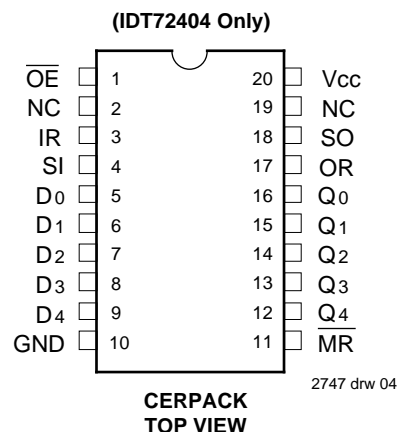 (IDT72404 Only)
O̅E̅ 1 20 Vcc
NC 2 19 NC
IR 3 18 SO
SI 4 17 OR
D0 5 16 Q0
D1 6 15 Q1
D2 7 14 Q2
D3 8 13 Q3
D4 9 12 Q4
GND 10 11 M̅R̅
2747 drw 04
CERPACK
TOP VIEW